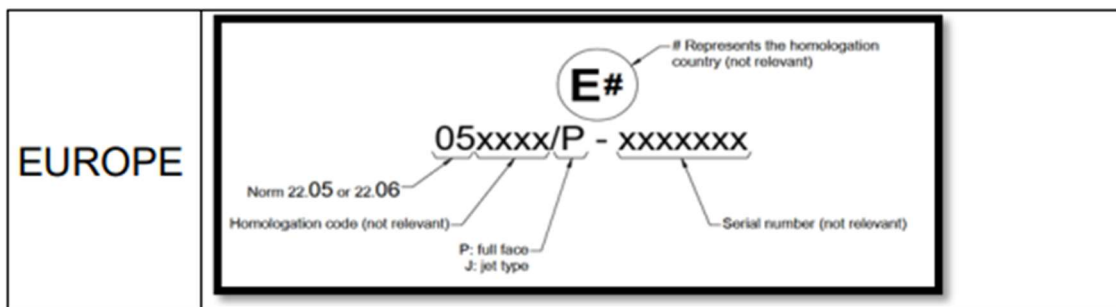 EUROPE
# Represents the homologation
country (not relevant)
E#
05xxxx/P - xxxxxxx
Norm 22.05 or 22.06
Homologation code (not relevant)
Serial number (not relevant)
P: full face
J: jet type